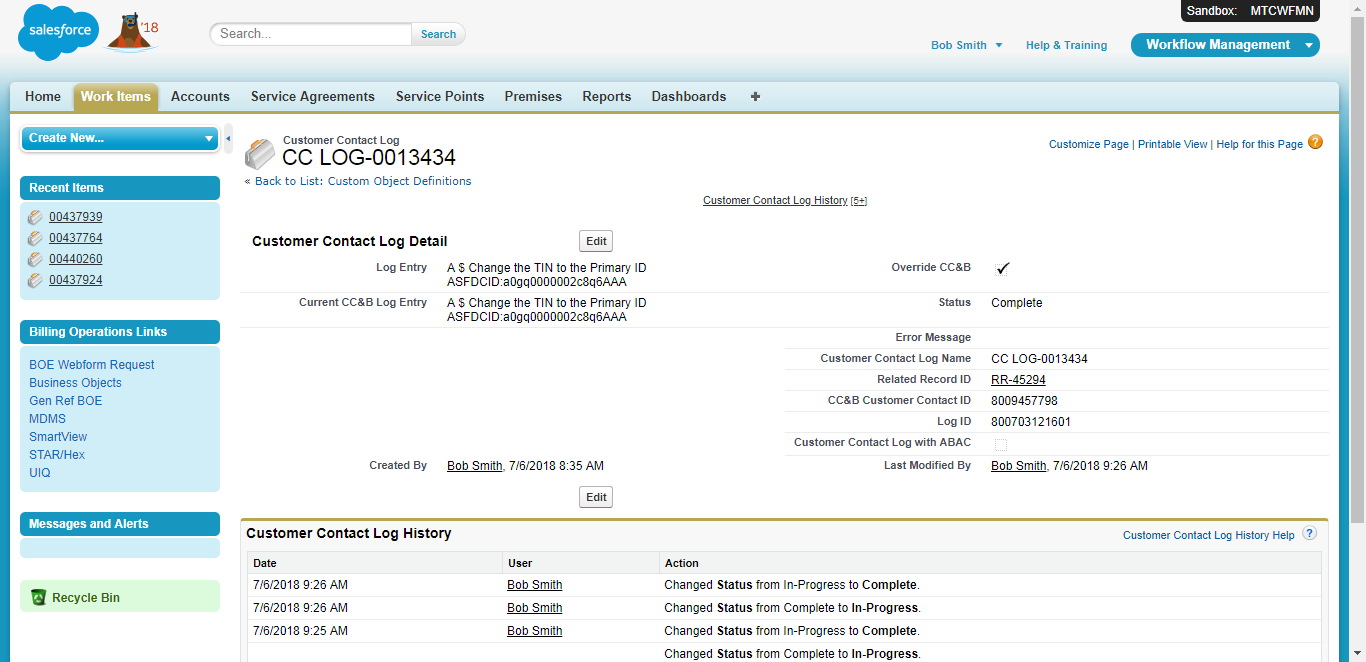 Sandbox: MTCWFMN
salesforce
'18
Search...
Search
Bob Smith
Help & Training
Workflow Management
Home
Work Items
Accounts
Service Agreements
Service Points
Premises
Reports
Dashboards
+
Create New...
Recent Items
00437939
00437764
00440260
00437924
Billing Operations Links
BOE Webform Request
Business Objects
Gen Ref BOE
MDMS
SmartView
STAR/Hex
UIQ
Messages and Alerts
Recycle Bin
Customer Contact Log
CC LOG-0013434
« Back to List: Custom Object Definitions
Customize Page | Printable View | Help for this Page ?
Customer Contact Log History [5+]
Customer Contact Log Detail
Edit
Log Entry
A $ Change the TIN to the Primary ID
ASFDCID:a0gq0000002c8q6AAA
Override CC&B
Current CC&B Log Entry
A $ Change the TIN to the Primary ID
ASFDCID:a0gq0000002c8q6AAA
Status
Complete
Error Message
Customer Contact Log Name
CC LOG-0013434
Related Record ID
RR-45294
CC&B Customer Contact ID
8009457798
Log ID
800703121601
Customer Contact Log with ABAC
Created By
Bob Smith, 7/6/2018 8:35 AM
Last Modified By
Bob Smith, 7/6/2018 9:26 AM
Edit
Customer Contact Log History
Customer Contact Log History Help ?
Date User Action
7/6/2018 9:26 AM Bob Smith Changed Status from In-Progress to Complete.
7/6/2018 9:26 AM Bob Smith Changed Status from Complete to In-Progress.
7/6/2018 9:25 AM Bob Smith Changed Status from In-Progress to Complete.
Changed Status from Complete to In-Progress.